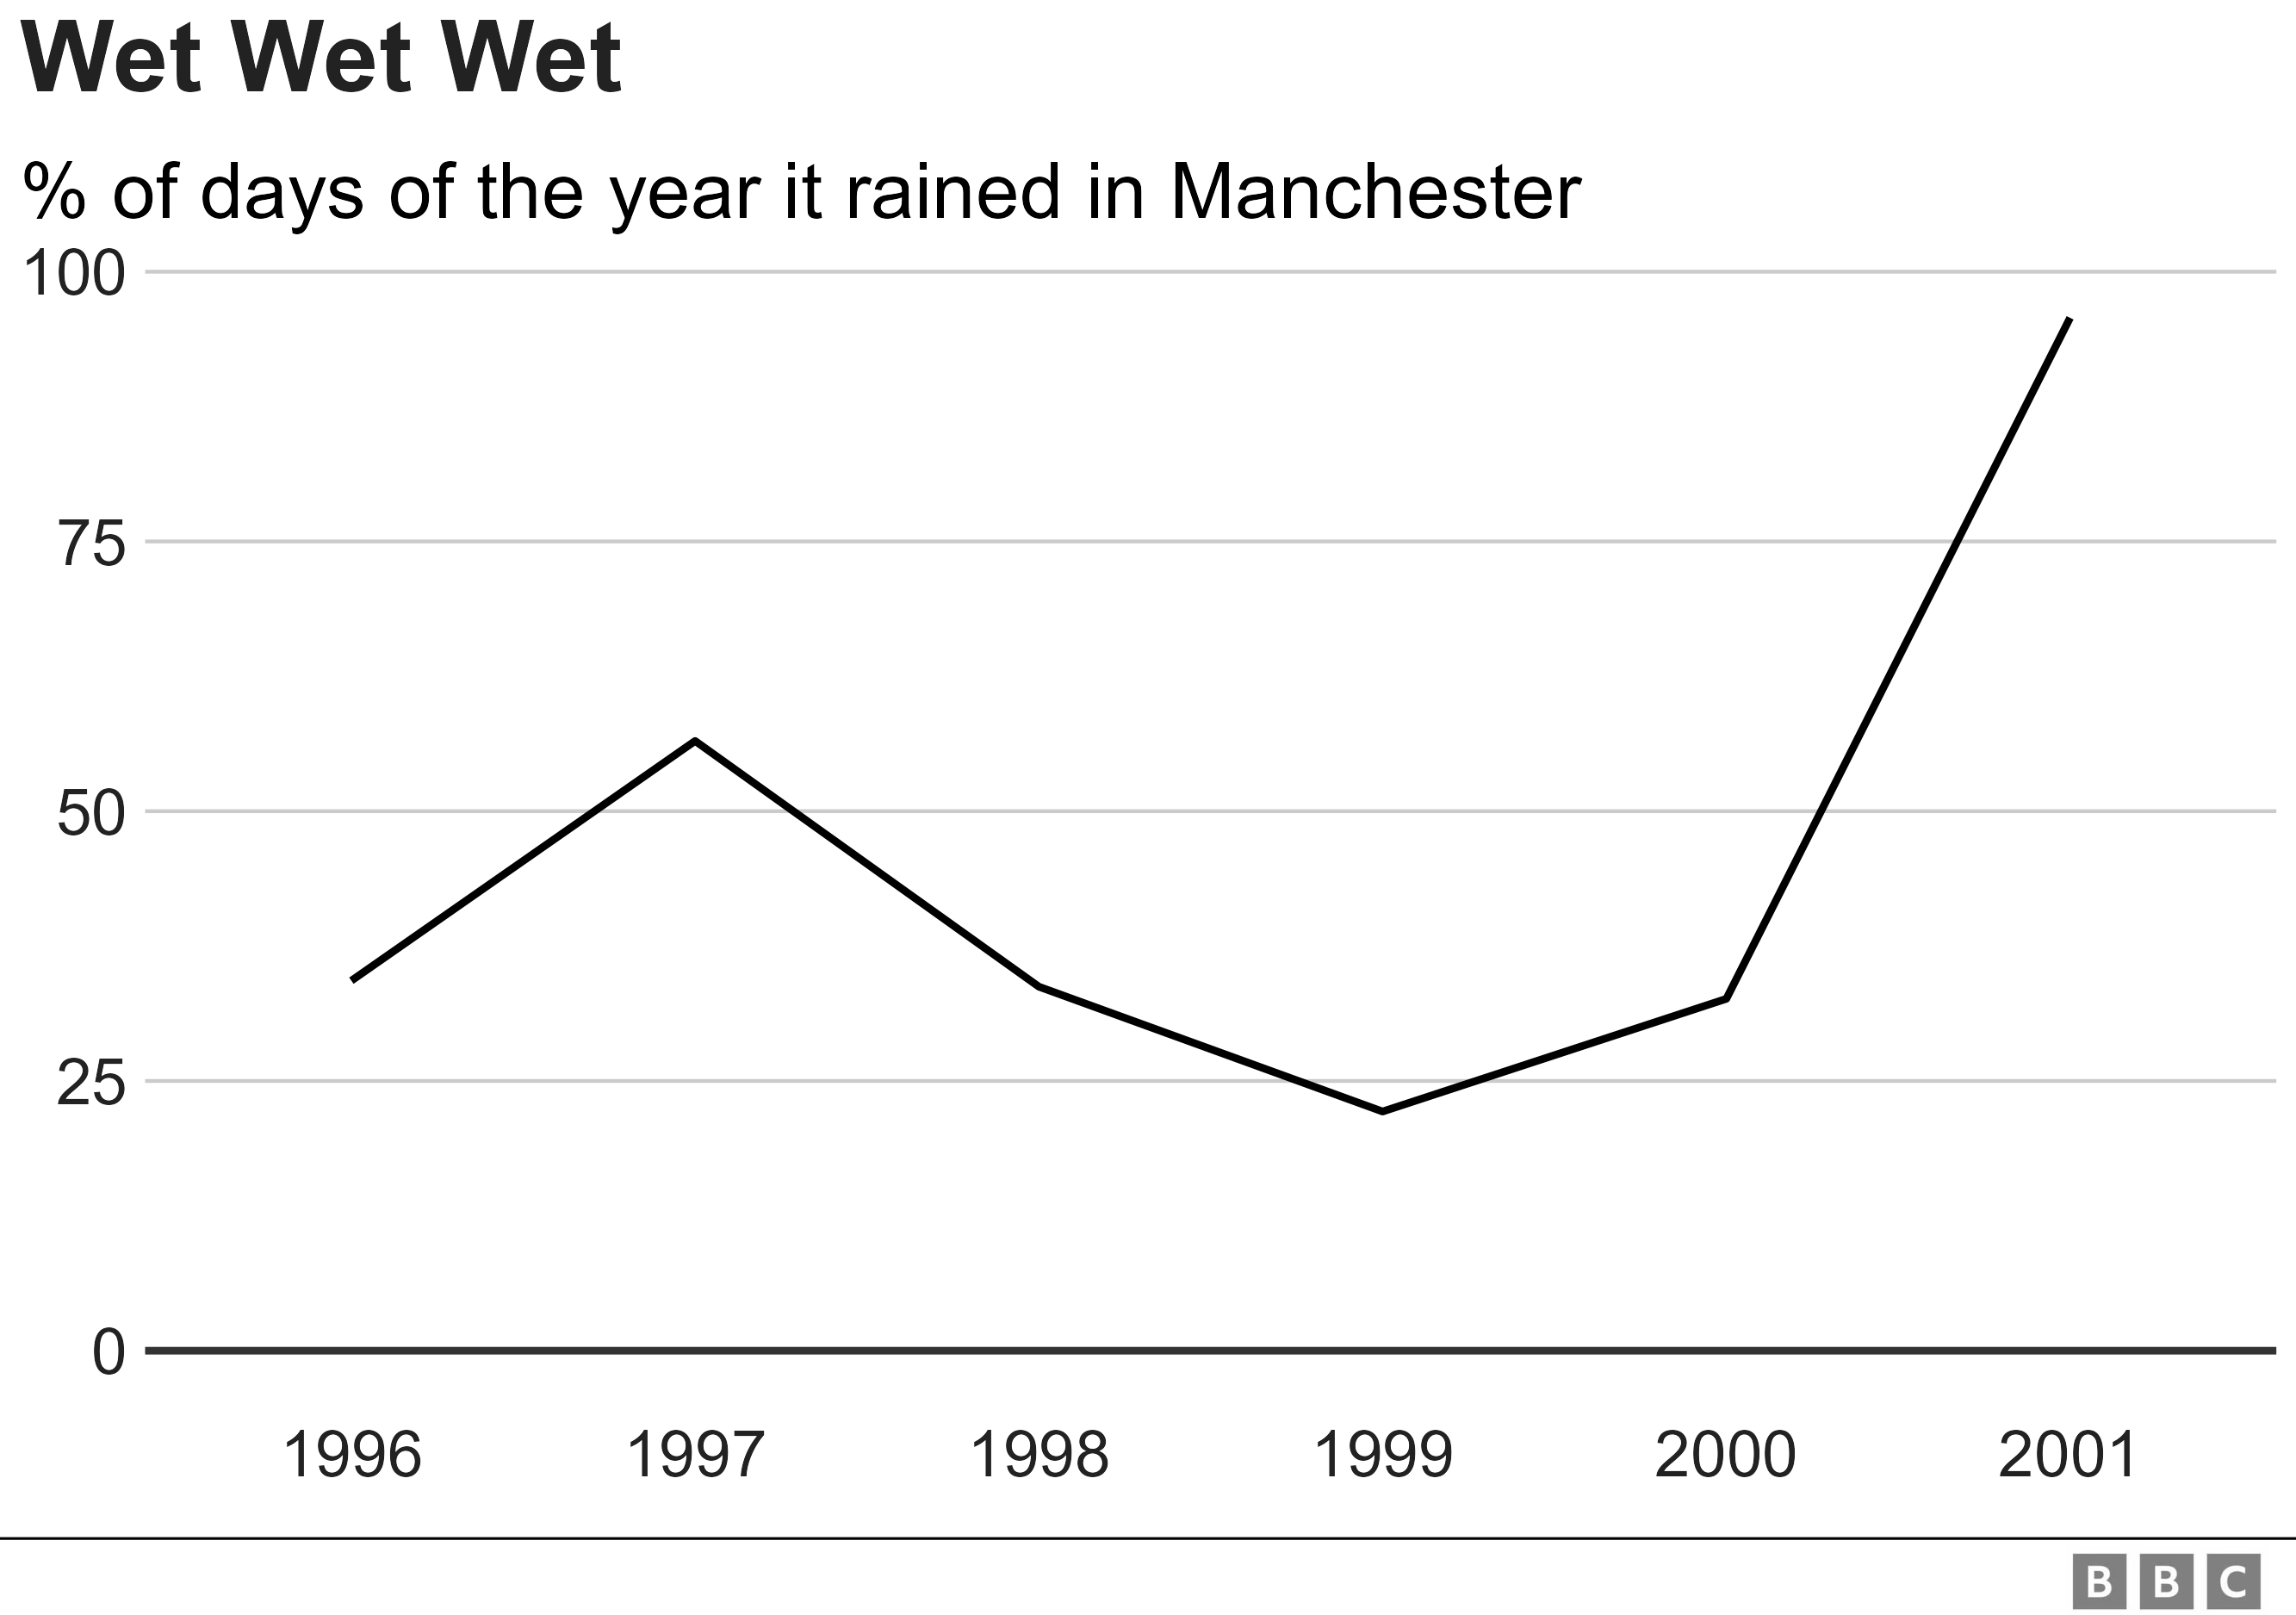 Wet Wet Wet
% of days of the year it rained in Manchester
100
75
50
25
0
1996 1997 1998 1999 2000 2001
BBC